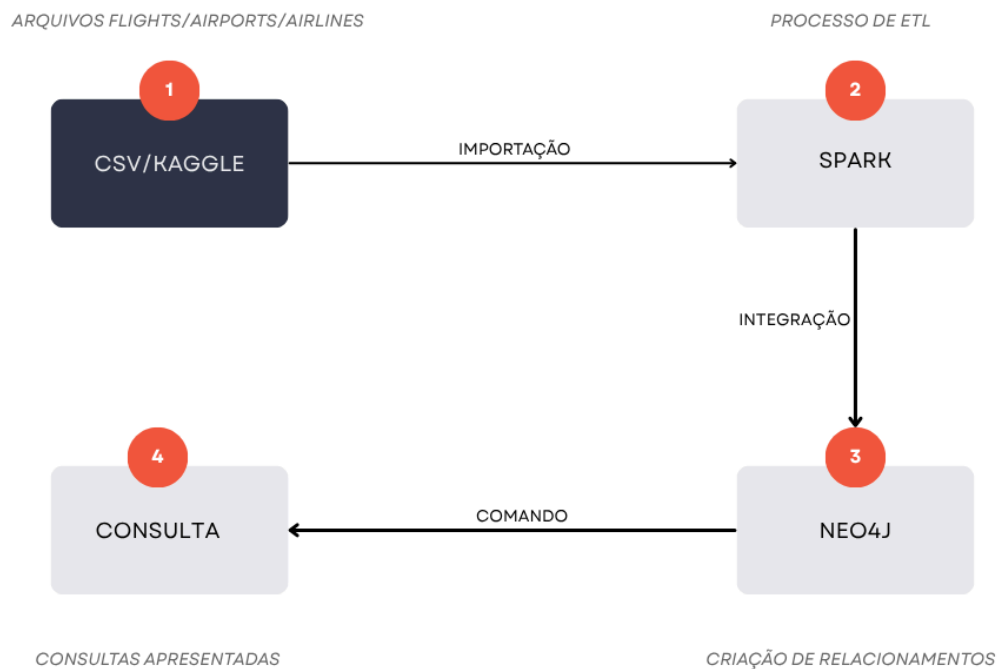 ARQUIVOS FLIGHTS/AIRPORTS/AIRLINES
PROCESSO DE ETL
1
2
CSV/KAGGLE
IMPORTAÇÃO
SPARK
INTEGRAÇÃO
4
3
CONSULTA
COMANDO
NEO4J
CONSULTAS APRESENTADAS
CRIAÇÃO DE RELACIONAMENTOS